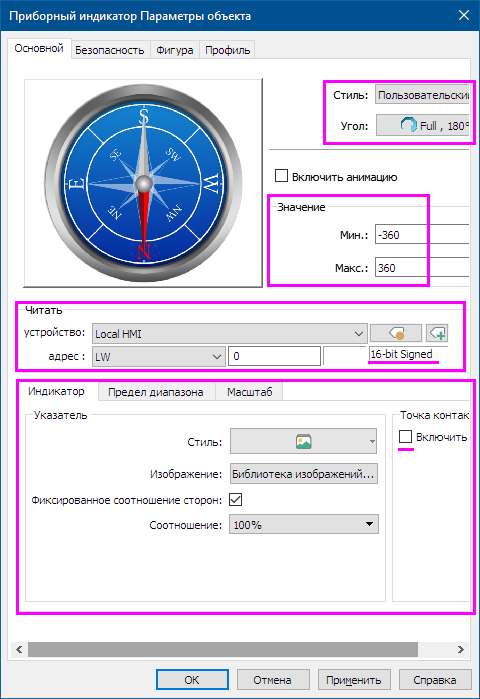 Приборный индикатор Параметры объекта
Основной Безопасность Фигура Профиль
Стиль: Пользовательский
Угол: Full , 180°
S
SE SW
E W
NE NW
N
Включить анимацию
Значение
Мин.: -360
Макс.: 360
Читать
устройство: Local HMI
адрес : LW 0 16-bit Signed
Индикатор Предел диапазона Масштаб
Указатель Точка контак
Стиль: Включить
Изображение: Библиотека изображений...
Фиксированное соотношение сторон:
Соотношение: 100%
OK Отмена Применить Справка